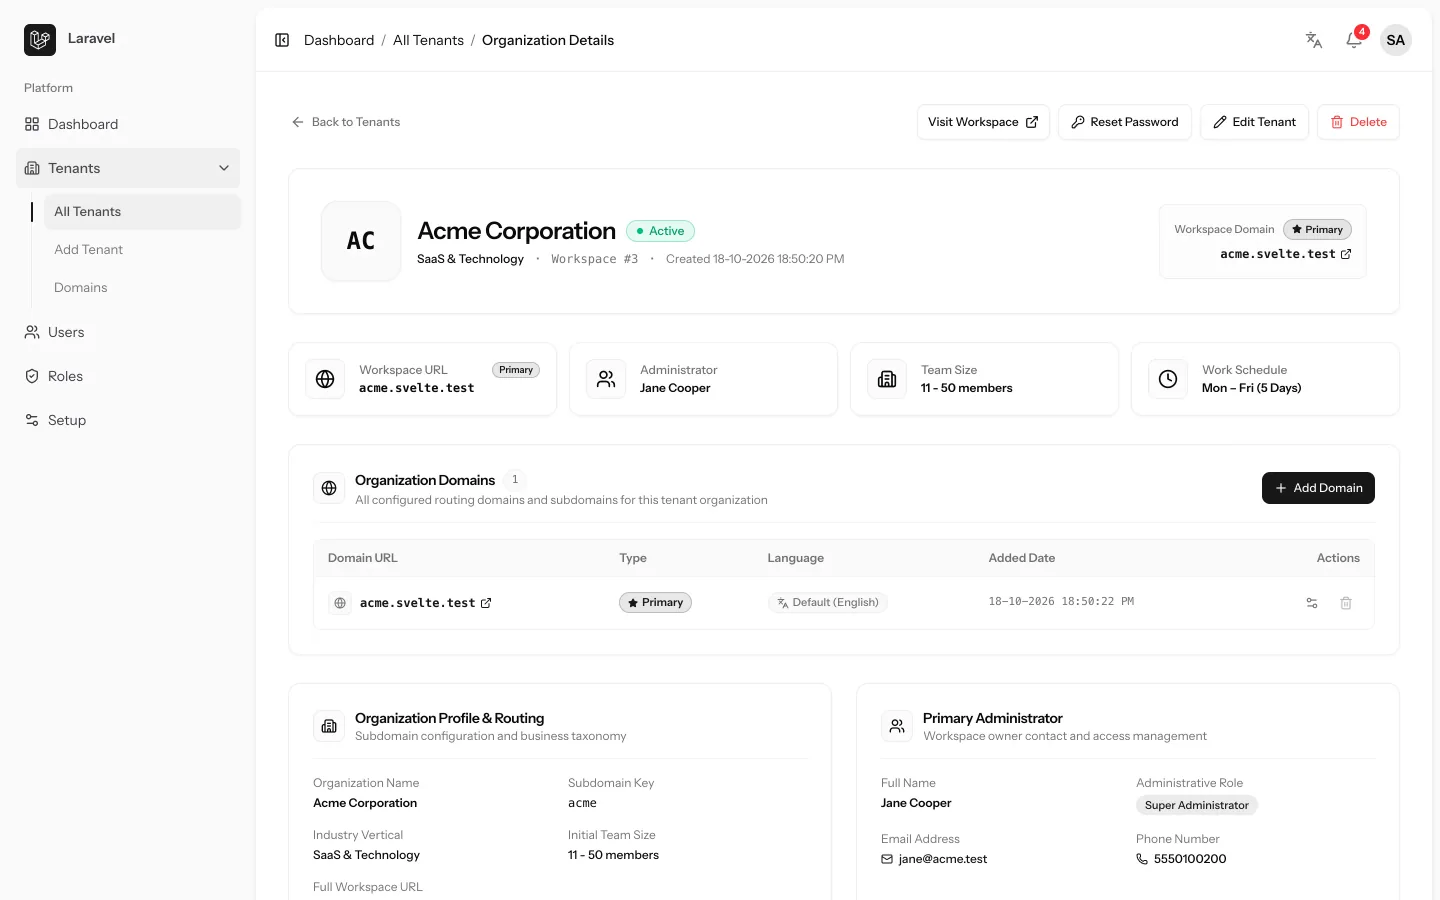 Laravel
Platform
Dashboard
Tenants
All Tenants
Add Tenant
Domains
Users
Roles
Setup
Dashboard / All Tenants / Organization Details
4
SA
Back to Tenants
Visit Workspace
Reset Password
Edit Tenant
Delete
AC
Acme Corporation
Active
SaaS & Technology · Workspace #3 · Created 18-10-2026 18:50:20 PM
Workspace Domain
Primary
acme.svelte.test
Workspace URL
Primary
acme.svelte.test
Administrator
Jane Cooper
Team Size
11 - 50 members
Work Schedule
Mon – Fri (5 Days)
Organization Domains 1
All configured routing domains and subdomains for this tenant organization
Add Domain
Domain URL Type Language Added Date Actions
acme.svelte.test Primary Default (English) 18-10-2026 18:50:22 PM
Organization Profile & Routing
Subdomain configuration and business taxonomy
Organization Name
Acme Corporation
Subdomain Key
acme
Industry Vertical
SaaS & Technology
Initial Team Size
11 - 50 members
Full Workspace URL
Primary Administrator
Workspace owner contact and access management
Full Name
Jane Cooper
Administrative Role
Super Administrator
Email Address
jane@acme.test
Phone Number
5550100200